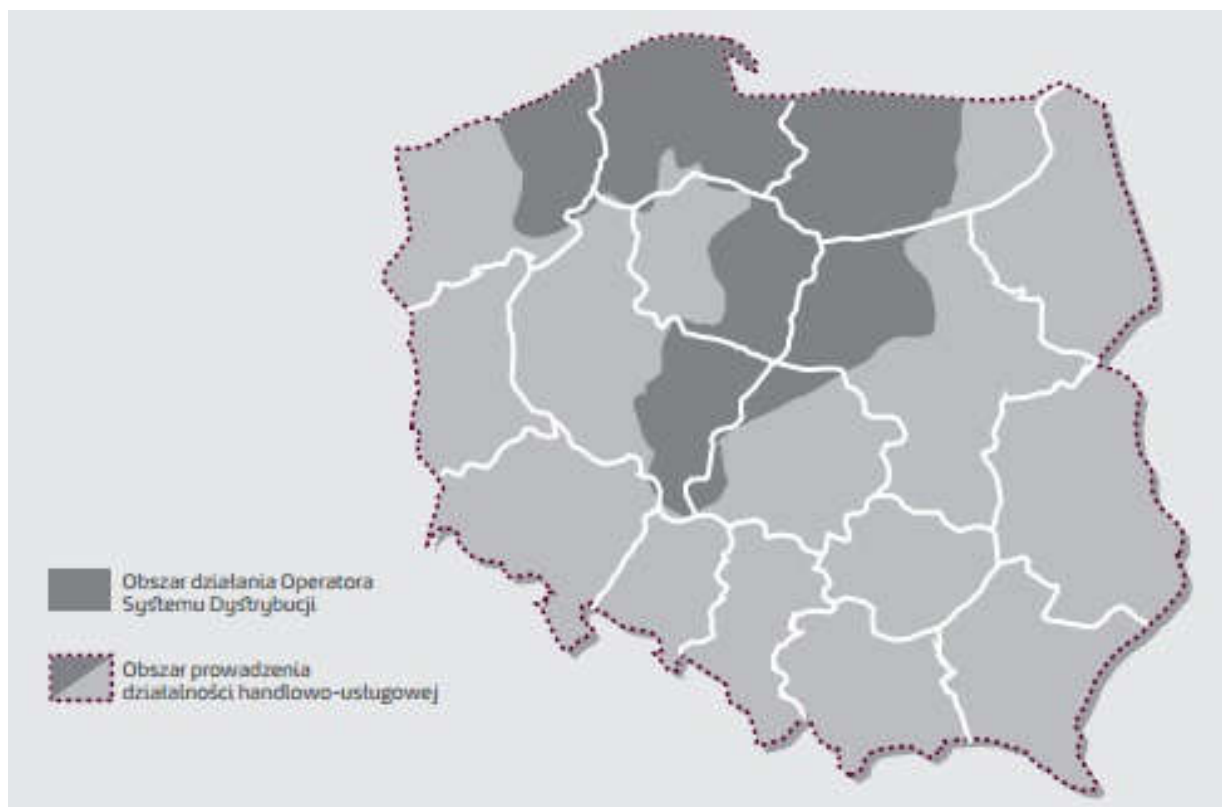 Obszar działania Operatora
Systemu Dystrybucji
Obszar prowadzenia
działalności handlowo-usługowej